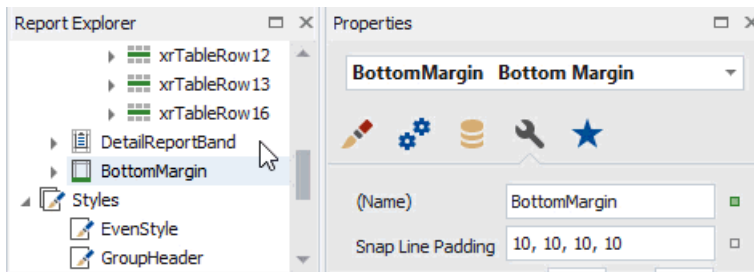 Report Explorer
xrTableRow12
xrTableRow13
xrTableRow16
DetailReportBand
BottomMargin
Styles
EvenStyle
GroupHeader
Properties
BottomMargin Bottom Margin
(Name) BottomMargin
Snap Line Padding 10, 10, 10, 10